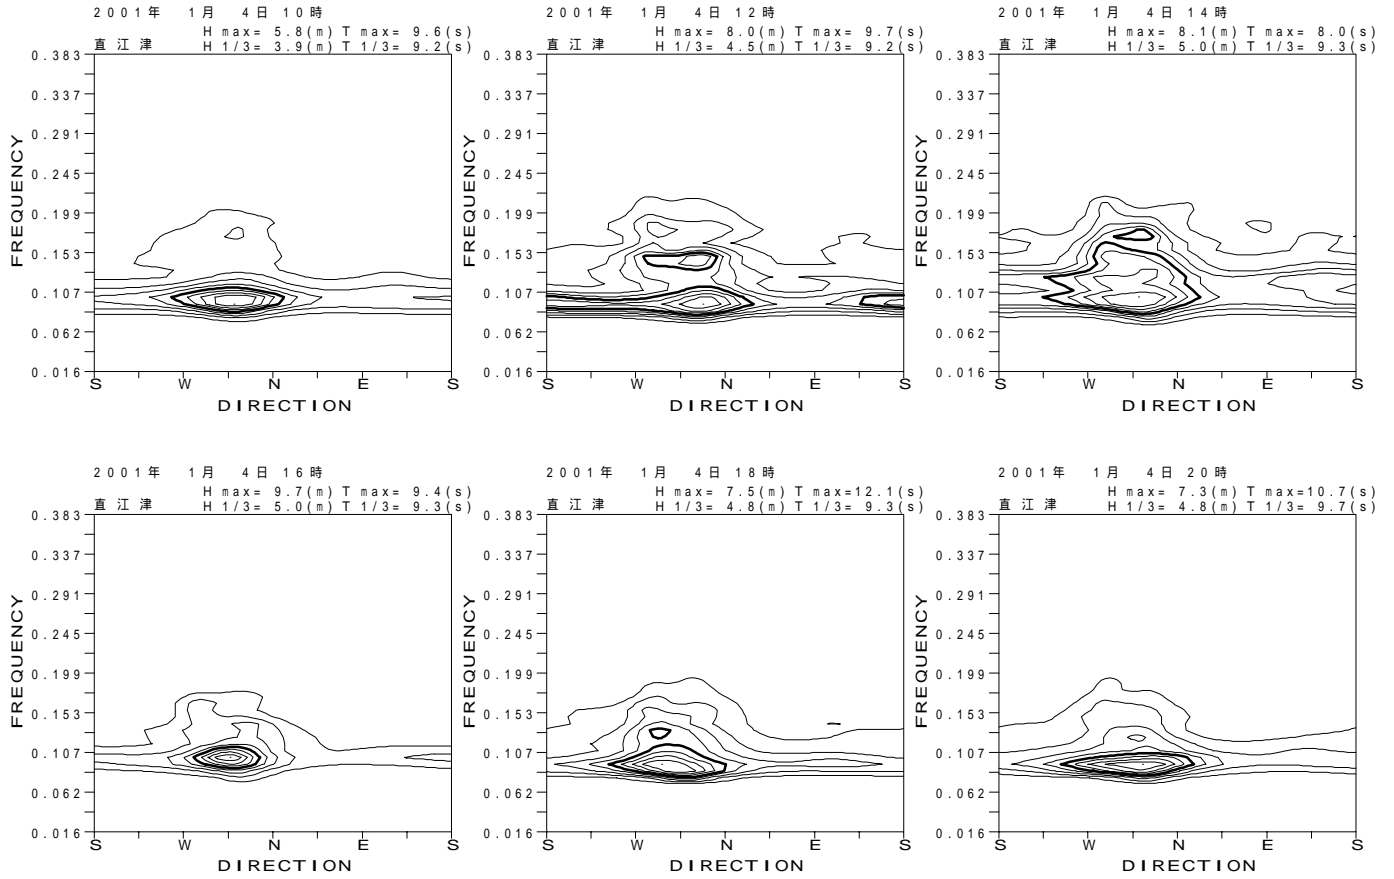 2001年 1月 4日 10時
H max= 5.8(m) T max= 9.6(s)
直江津 H 1/3= 3.9(m) T 1/3= 9.2(s)
0.383
0.337
0.291
0.245
0.199
0.153
0.107
0.062
0.016
FREQUENCY
S W N E S
DIRECTION
2001年 1月 4日 12時
H max= 8.0(m) T max= 9.7(s)
直江津 H 1/3= 4.5(m) T 1/3= 9.2(s)
0.383
0.337
0.291
0.245
0.199
0.153
0.107
0.062
0.016
FREQUENCY
S W N E S
DIRECTION
2001年 1月 4日 14時
H max= 8.1(m) T max= 8.0(s)
直江津 H 1/3= 5.0(m) T 1/3= 9.3(s)
0.383
0.337
0.291
0.245
0.199
0.153
0.107
0.062
0.016
FREQUENCY
S W N E S
DIRECTION
2001年 1月 4日 16時
H max= 9.7(m) T max= 9.4(s)
直江津 H 1/3= 5.0(m) T 1/3= 9.3(s)
0.383
0.337
0.291
0.245
0.199
0.153
0.107
0.062
0.016
FREQUENCY
S W N E S
DIRECTION
2001年 1月 4日 18時
H max= 7.5(m) T max=12.1(s)
直江津 H 1/3= 4.8(m) T 1/3= 9.3(s)
0.383
0.337
0.291
0.245
0.199
0.153
0.107
0.062
0.016
FREQUENCY
S W N E S
DIRECTION
2001年 1月 4日 20時
H max= 7.3(m) T max=10.7(s)
直江津 H 1/3= 4.8(m) T 1/3= 9.7(s)
0.383
0.337
0.291
0.245
0.199
0.153
0.107
0.062
0.016
FREQUENCY
S W N E S
DIRECTION